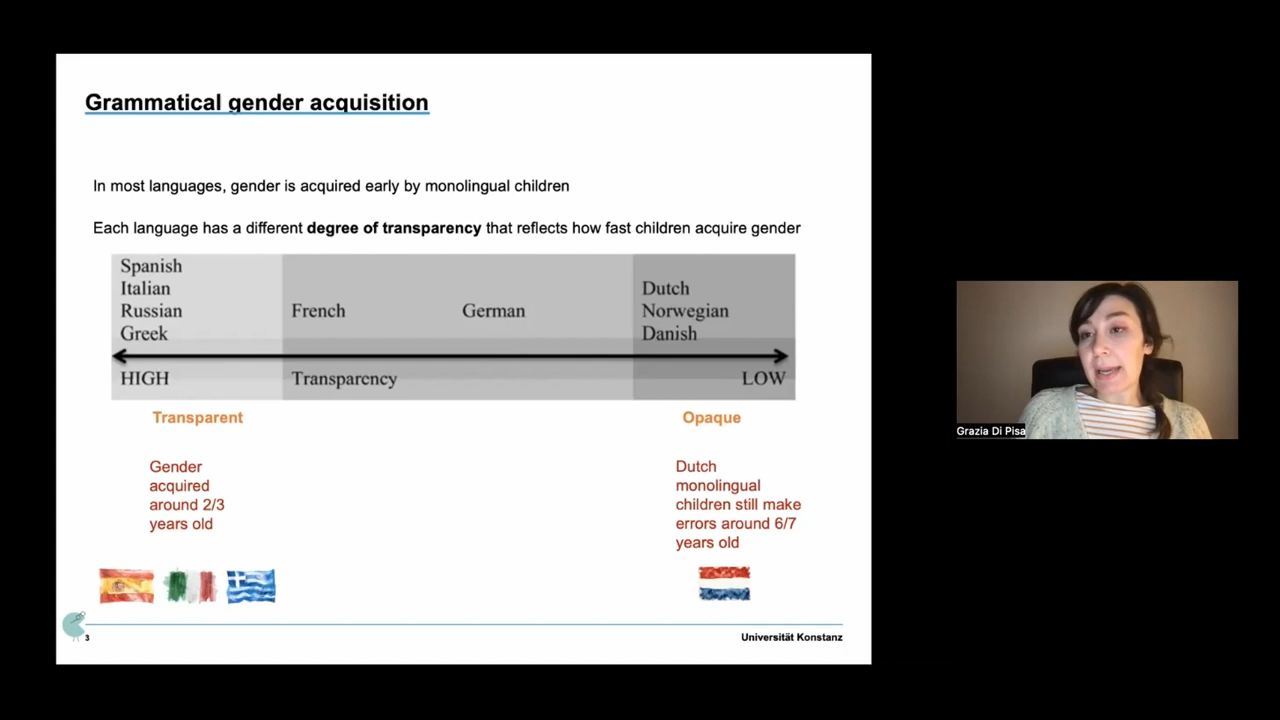 Grammatical gender acquisition
In most languages, gender is acquired early by monolingual children
Each language has a different degree of transparency that reflects how fast children acquire gender
Spanish
Italian
Russian
Greek
French
German
Dutch
Norwegian
Danish
HIGH
Transparency
LOW
Transparent
Opaque
Gender
acquired
around 2/3
years old
Dutch
monolingual
children still make
errors around 6/7
years old
3
Universität Konstanz
Grazia Di Pisa